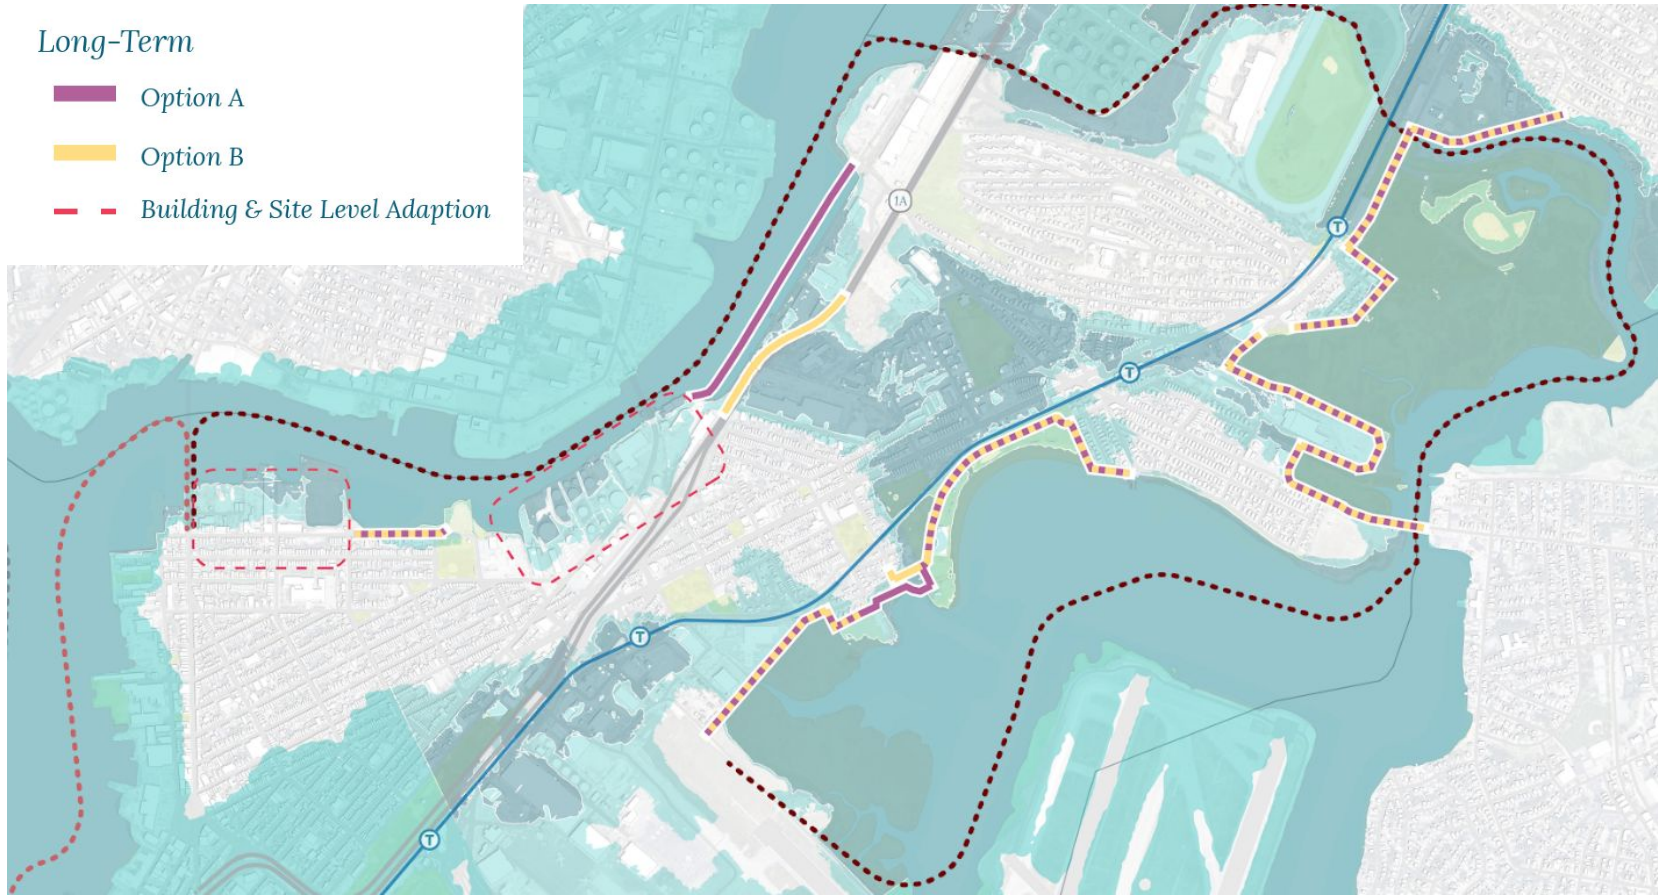 Long-Term
Option A
Option B
Building & Site Level Adaption
1A
T
T
T
T